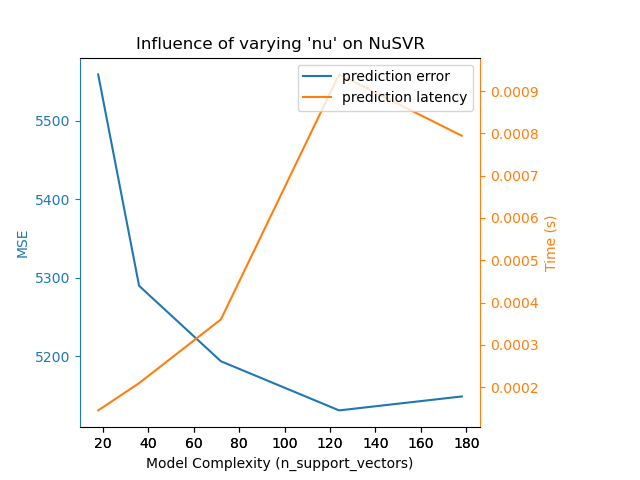 Influence of varying 'nu' on NuSVR
prediction error
prediction latency
5500
5400
5300
5200
MSE
0.0009
0.0008
0.0007
0.0006
0.0005
0.0004
0.0003
0.0002
Time (s)
20 40 60 80 100 120 140 160 180
Model Complexity (n_support_vectors)